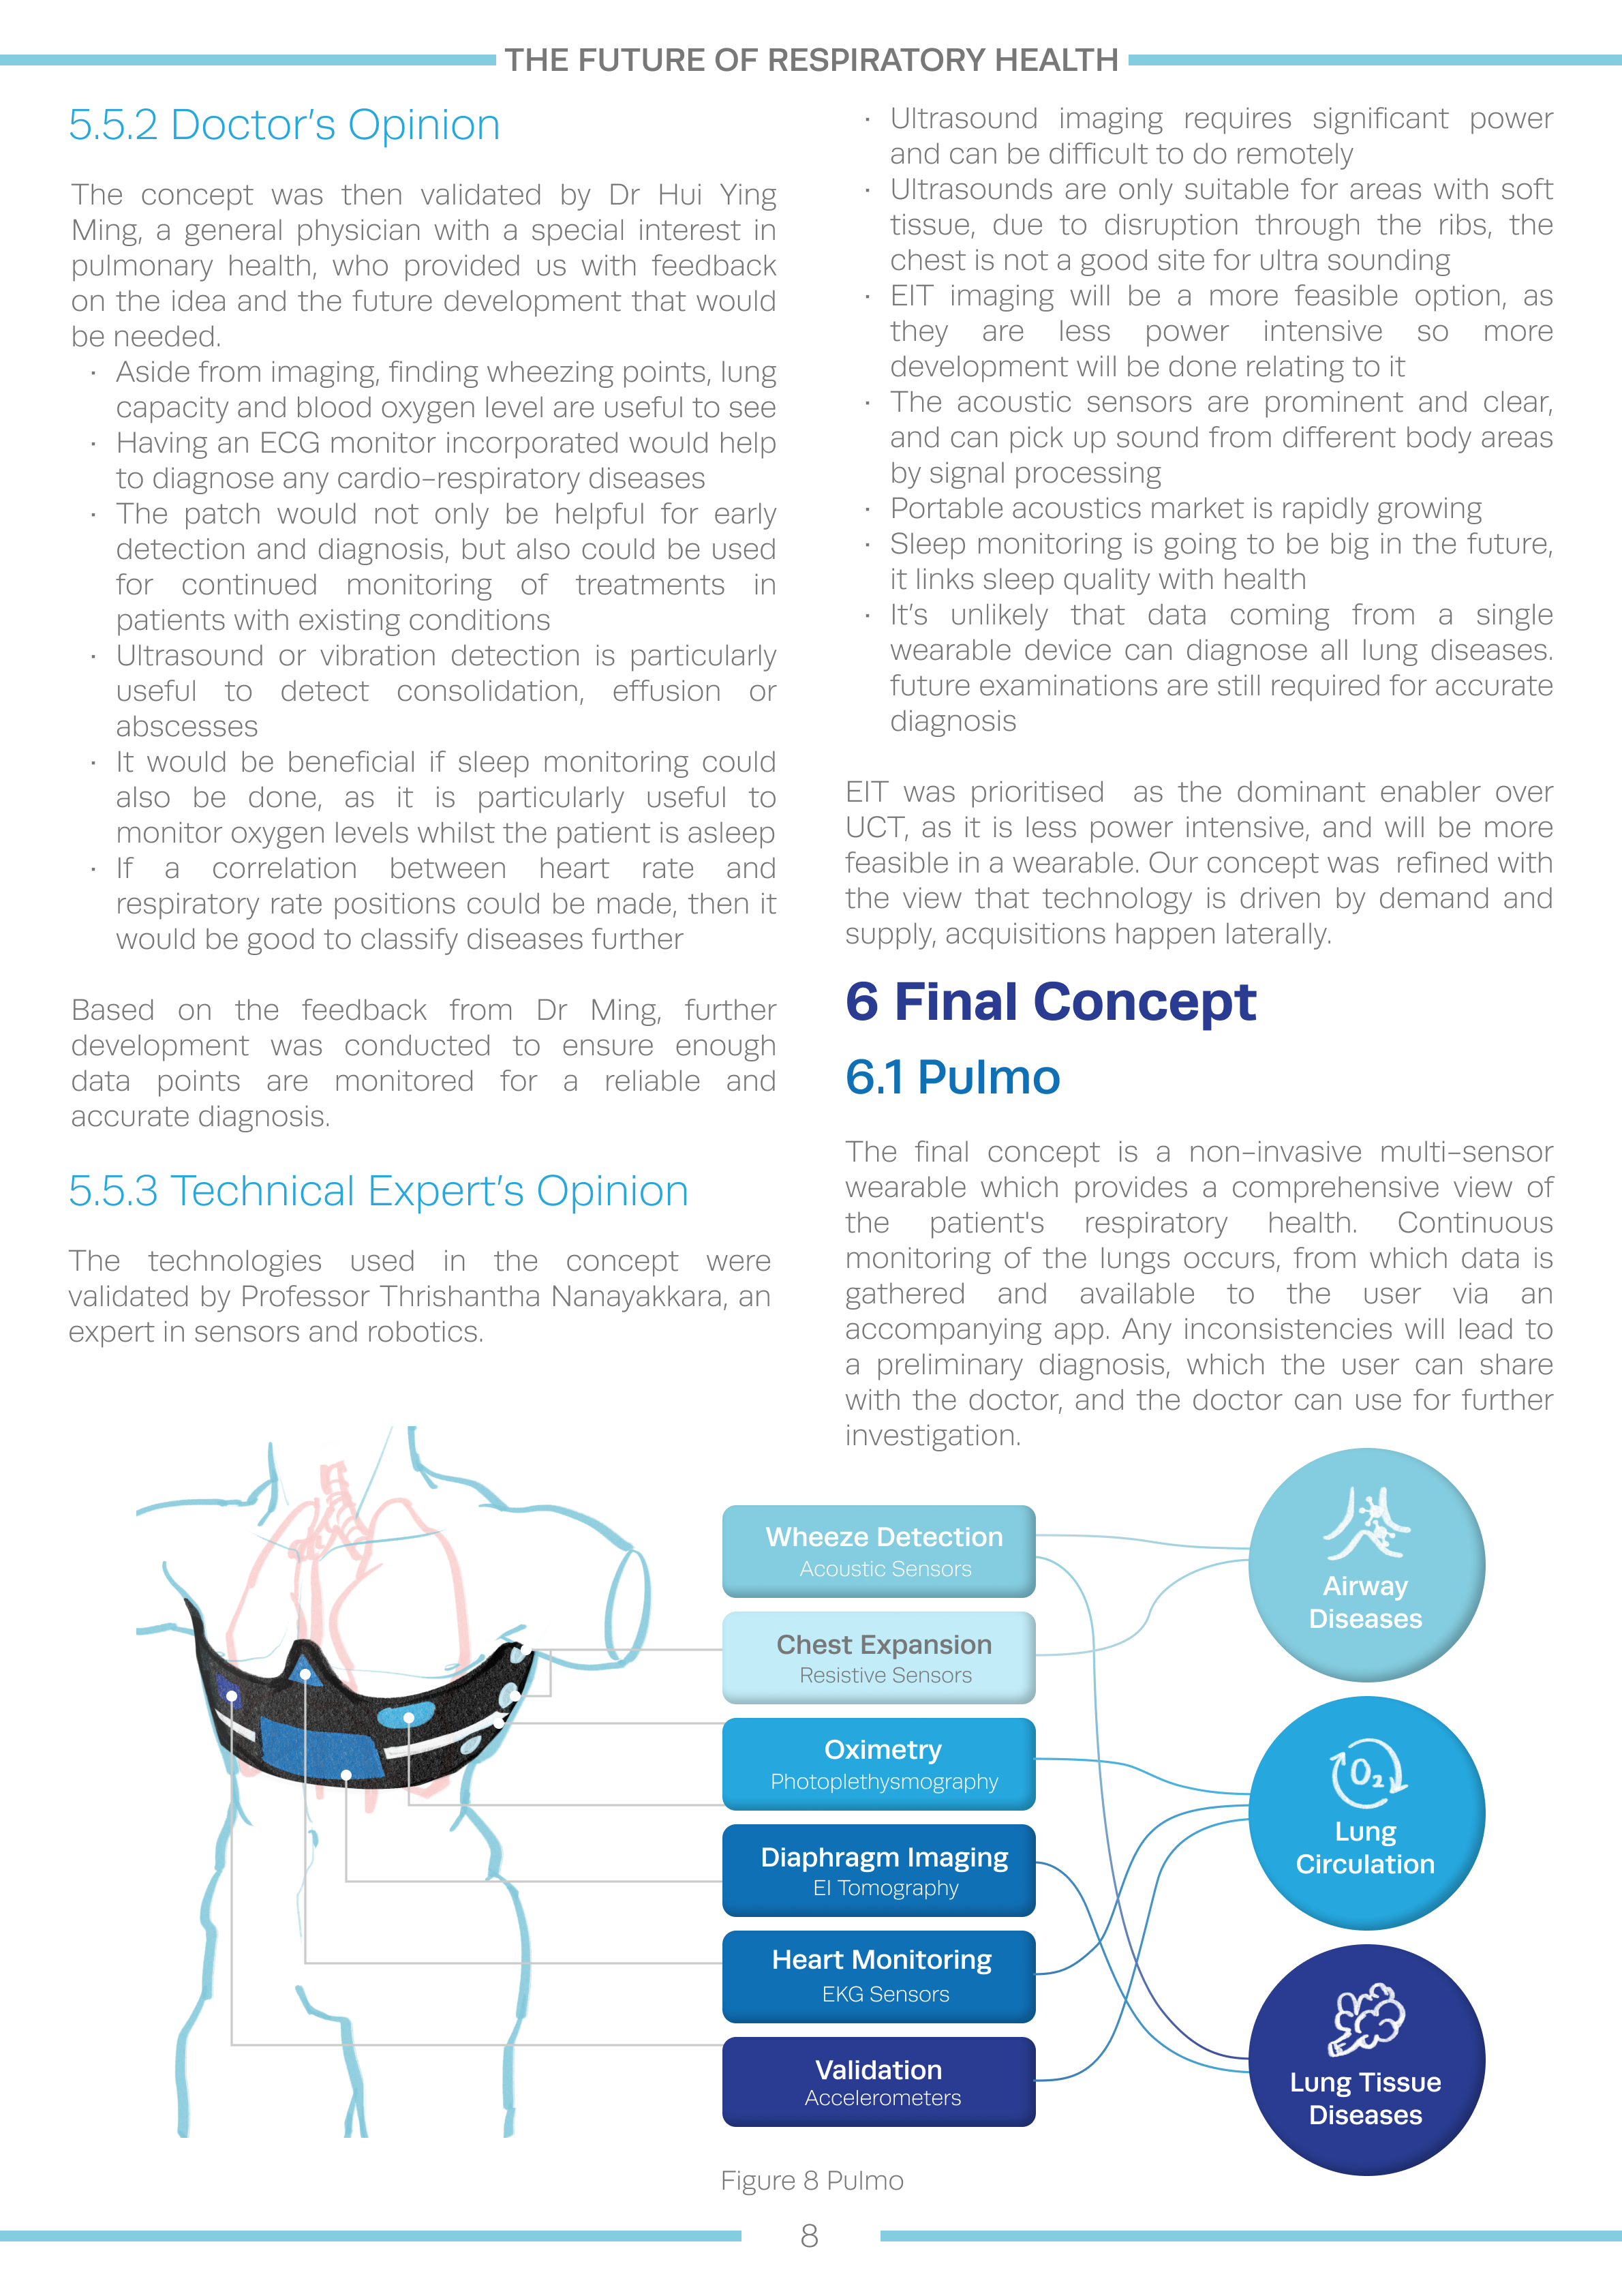 THE FUTURE OF RESPIRATORY HEALTH
5.5.2 Doctor's Opinion
The concept was then validated by Dr Hui Ying
Ming, a general physician with a special interest in
pulmonary health, who provided us with feedback
on the idea and the future development that would
be needed.
· Aside from imaging, finding wheezing points, lung
capacity and blood oxygen level are useful to see
· Having an ECG monitor incorporated would help
to diagnose any cardio-respiratory diseases
· The patch would not only be helpful for early
detection and diagnosis, but also could be used
for continued monitoring of treatments in
patients with existing conditions
· Ultrasound or vibration detection is particularly
useful to detect consolidation, effusion or
abscesses
· It would be beneficial if sleep monitoring could
also be done, as it is particularly useful to
monitor oxygen levels whilst the patient is asleep
· If a correlation between heart rate and
respiratory rate positions could be made, then it
would be good to classify diseases further
Based on the feedback from Dr Ming, further
development was conducted to ensure enough
data points are monitored for a reliable and
accurate diagnosis.
5.5.3 Technical Expert's Opinion
The technologies used in the concept were
validated by Professor Thrishantha Nanayakkara, an
expert in sensors and robotics.
· Ultrasound imaging requires significant power
and can be difficult to do remotely
· Ultrasounds are only suitable for areas with soft
tissue, due to disruption through the ribs, the
chest is not a good site for ultra sounding
· EIT imaging will be a more feasible option, as
they are less power intensive so more
development will be done relating to it
· The acoustic sensors are prominent and clear,
and can pick up sound from different body areas
by signal processing
· Portable acoustics market is rapidly growing
· Sleep monitoring is going to be big in the future,
it links sleep quality with health
· It's unlikely that data coming from a single
wearable device can diagnose all lung diseases.
future examinations are still required for accurate
diagnosis
EIT was prioritised as the dominant enabler over
UCT, as it is less power intensive, and will be more
feasible in a wearable. Our concept was refined with
the view that technology is driven by demand and
supply, acquisitions happen laterally.
6 Final Concept
6.1 Pulmo
The final concept is a non-invasive multi-sensor
wearable which provides a comprehensive view of
the patient's respiratory health. Continuous
monitoring of the lungs occurs, from which data is
gathered and available to the user via an
accompanying app. Any inconsistencies will lead to
a preliminary diagnosis, which the user can share
with the doctor, and the doctor can use for further
investigation.
Wheeze Detection
Acoustic Sensors
Chest Expansion
Resistive Sensors
Oximetry
Photoplethysmography
Diaphragm Imaging
EI Tomography
Heart Monitoring
EKG Sensors
Validation
Accelerometers
Airway
Diseases
O2
Lung
Circulation
Lung Tissue
Diseases
Figure 8 Pulmo
8